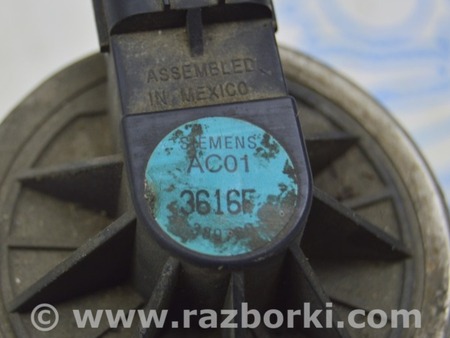 ASSEMBLED
IN MEXICO
SIEMENS
AC01
3616F
© www.razborki.com